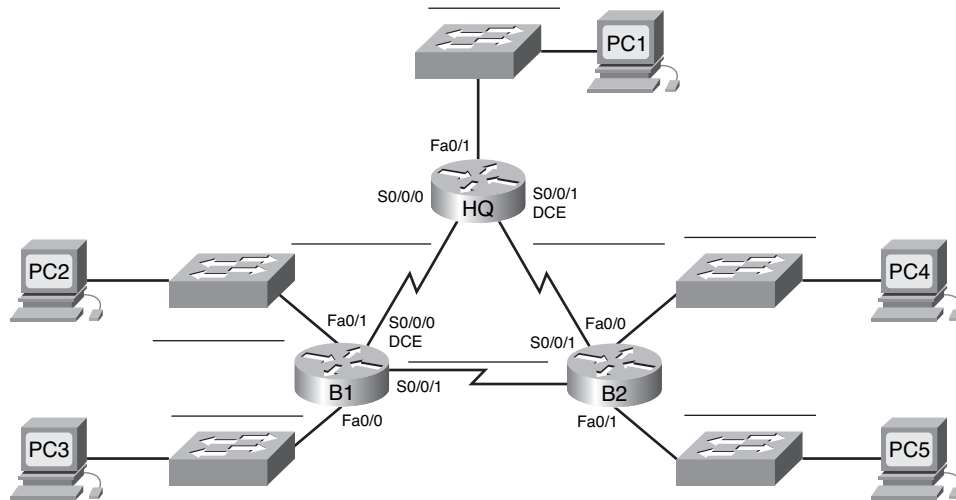 PC1
Fa0/1
S0/0/0
S0/0/1
DCE
HQ
PC2
PC4
Fa0/1
S0/0/0
DCE
Fa0/0
S0/0/1
B1
S0/0/1
B2
PC3
Fa0/0
Fa0/1
PC5